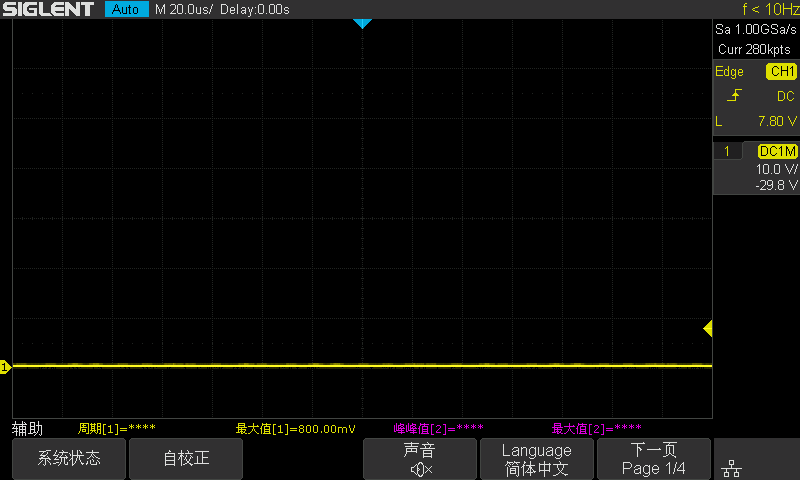 SIGLENT Auto M 20.0us/ Delay:0.00s f < 10Hz
Sa 1.00GSa/s
Curr 280kpts
Edge CH1
DC
L 7.80 V
1 DC1M
10.0 V/
-29.8 V
1
辅助 周期[1]=**** 最大值[1]=800.00mV 峰峰值[2]=**** 最大值[2]=****
系统状态 自校正 声音 Language 简体中文 下一页 Page 1/4